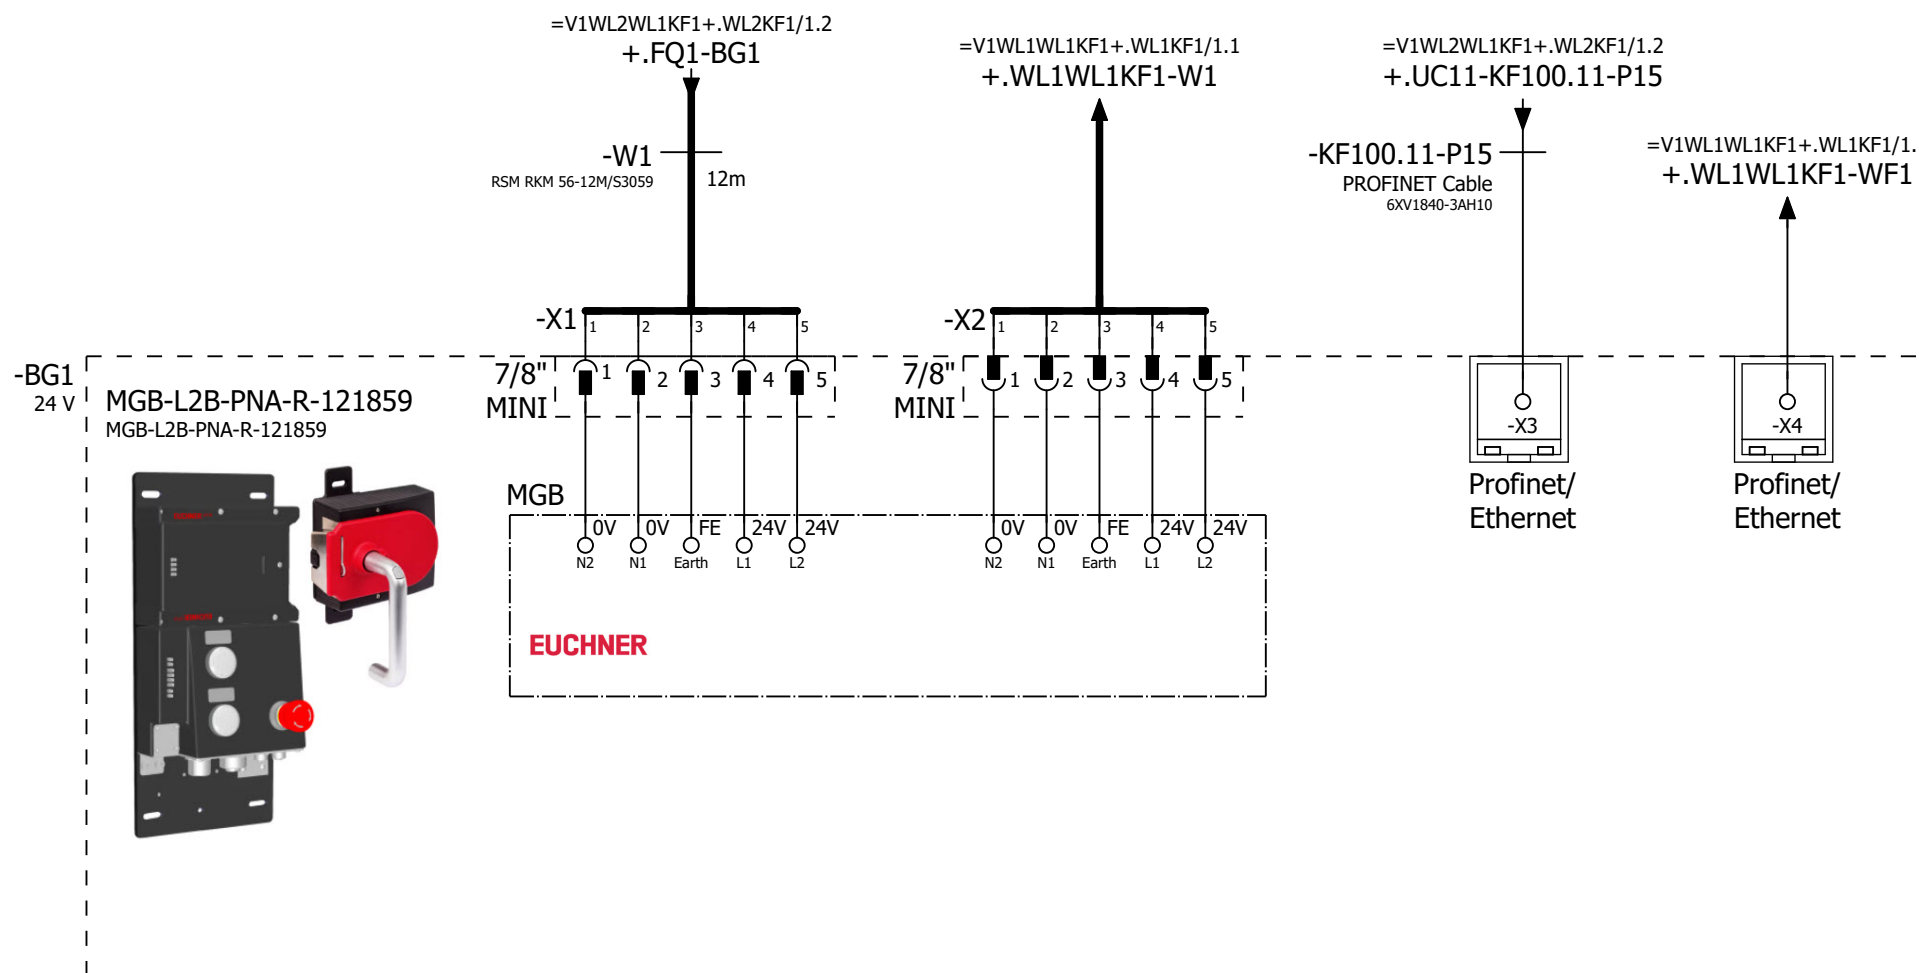 =V1WL2WL1KF1+.WL2KF1/1.2
+.FQ1-BG1
=V1WL1WL1KF1+.WL1KF1/1.1
+.WL1WL1KF1-W1
=V1WL2WL1KF1+.WL2KF1/1.2
+.UC11-KF100.11-P15
=V1WL1WL1KF1+.WL1KF1/1.
+.WL1WL1KF1-WF1
-W1
RSM RKM 56-12M/S3059
12m
-KF100.11-P15
PROFINET Cable
6XV1840-3AH10
-X1
1 2 3 4 5
-X2
1 2 3 4 5
-BG1
24 V
MGB-L2B-PNA-R-121859
MGB-L2B-PNA-R-121859
7/8"
MINI
1 2 3 4 5
7/8"
MINI
1 2 3 4 5
-X3
-X4
Profinet/
Ethernet
Profinet/
Ethernet
MGB
0V 0V FE 24V 24V
N2 N1 Earth L1 L2
0V 0V FE 24V 24V
N2 N1 Earth L1 L2
EUCHNER